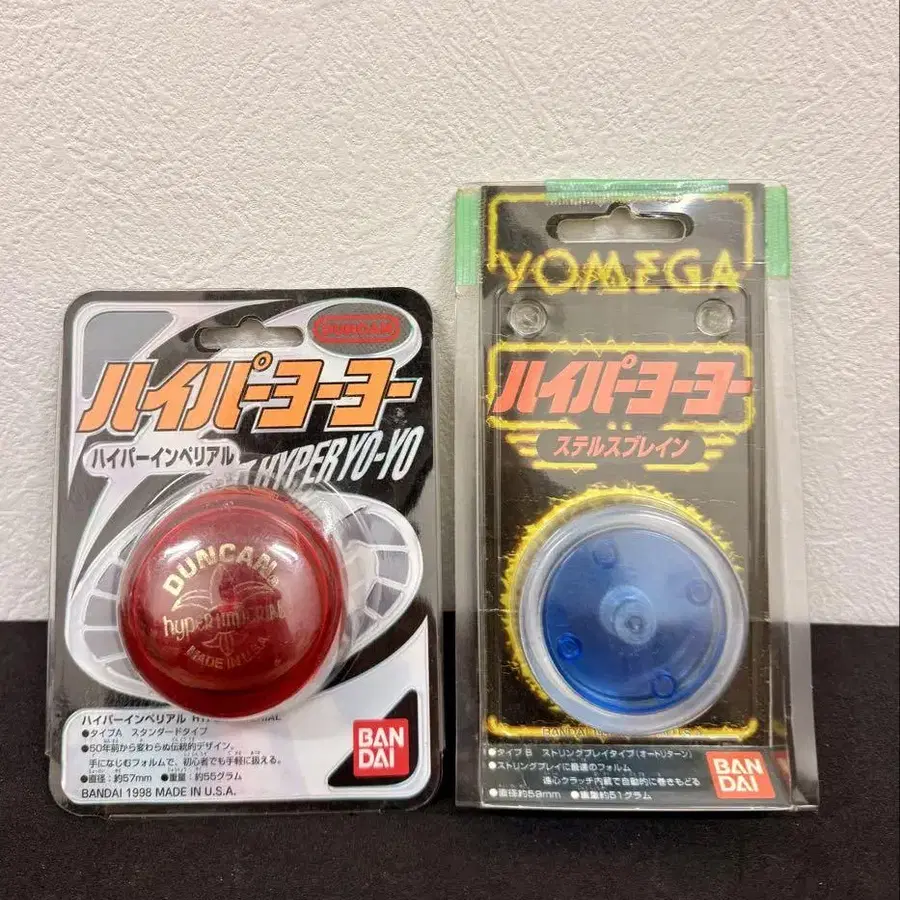 DUNCAN
ハイパーヨーヨー
ハイパーインペリアル
HYPER YO-YO
DUNCAN®
hyper IMPERIAL
MADE IN U.S.A.
ハイパーインペリアル
●タイプA スタンダードタイプ
●50年前から変わらぬ伝統的デザイン。
手になじむフォルムで、初心者でも手軽に扱える。
●直径:約57mm ●重量:約55グラム
BANDAI 1998 MADE IN U.S.A.
BAN
DAI
YOMEGA
ハイパーヨーヨー
ステルスブレイン
BANDAI
U.S.A.
●タイプB ストリングプレイタイプ(オートリターン)
●ストリングプレイに最適のフォルム
遠心クラッチ内蔵で自動的に巻きもどる
●直径約59mm ●重量約51グラム
BAN
DAI